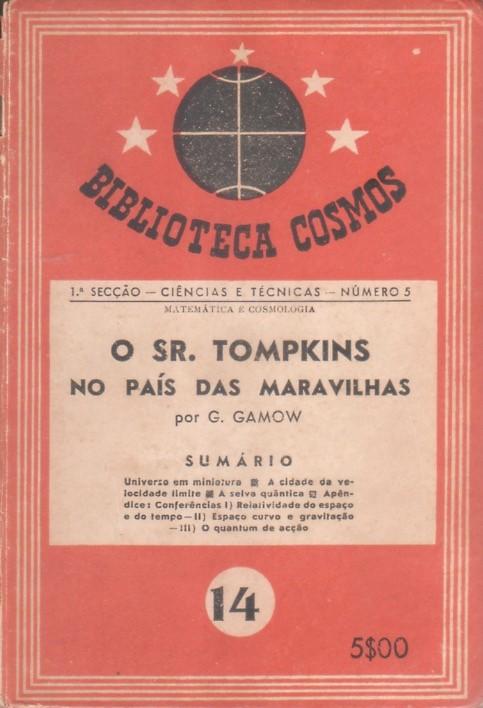 BIBLIOTECA COSMOS
1.ª SECÇÃO — CIÊNCIAS E TÉCNICAS — NÚMERO 5
MATEMÁTICA E COSMOLOGIA
O SR. TOMPKINS
NO PAÍS DAS MARAVILHAS
por G. GAMOW
SUMÁRIO
Universo em miniatura ▩ A cidade da ve-
locidade limite ▩ A selva quântica ▩ Apên-
dice: Conferências I) Relatividade do espaço
e do tempo — II) Espaço curvo e gravitação
— III) O quantum de acção
14
5$00